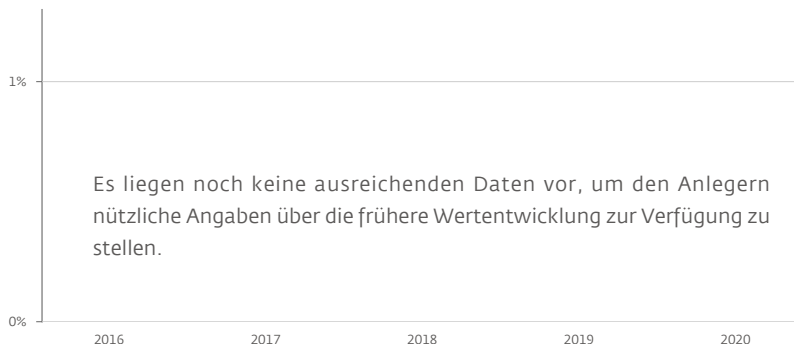 1%
Es liegen noch keine ausreichenden Daten vor, um den Anlegern
nützliche Angaben über die frühere Wertentwicklung zur Verfügung zu
stellen.
0%
2016 2017 2018 2019 2020